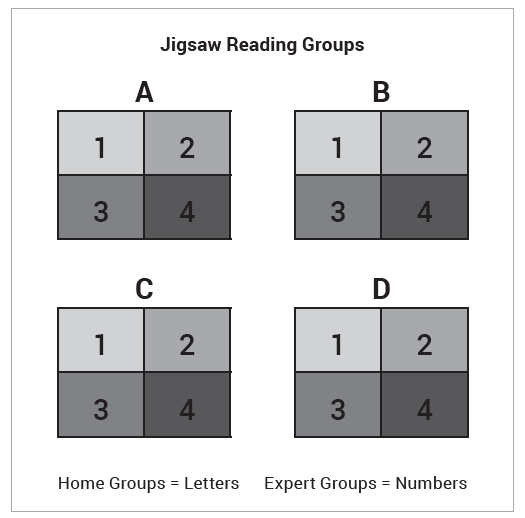 Jigsaw Reading Groups
A B
1 2 1 2
3 4 3 4
C D
1 2 1 2
3 4 3 4
Home Groups = Letters Expert Groups = Numbers